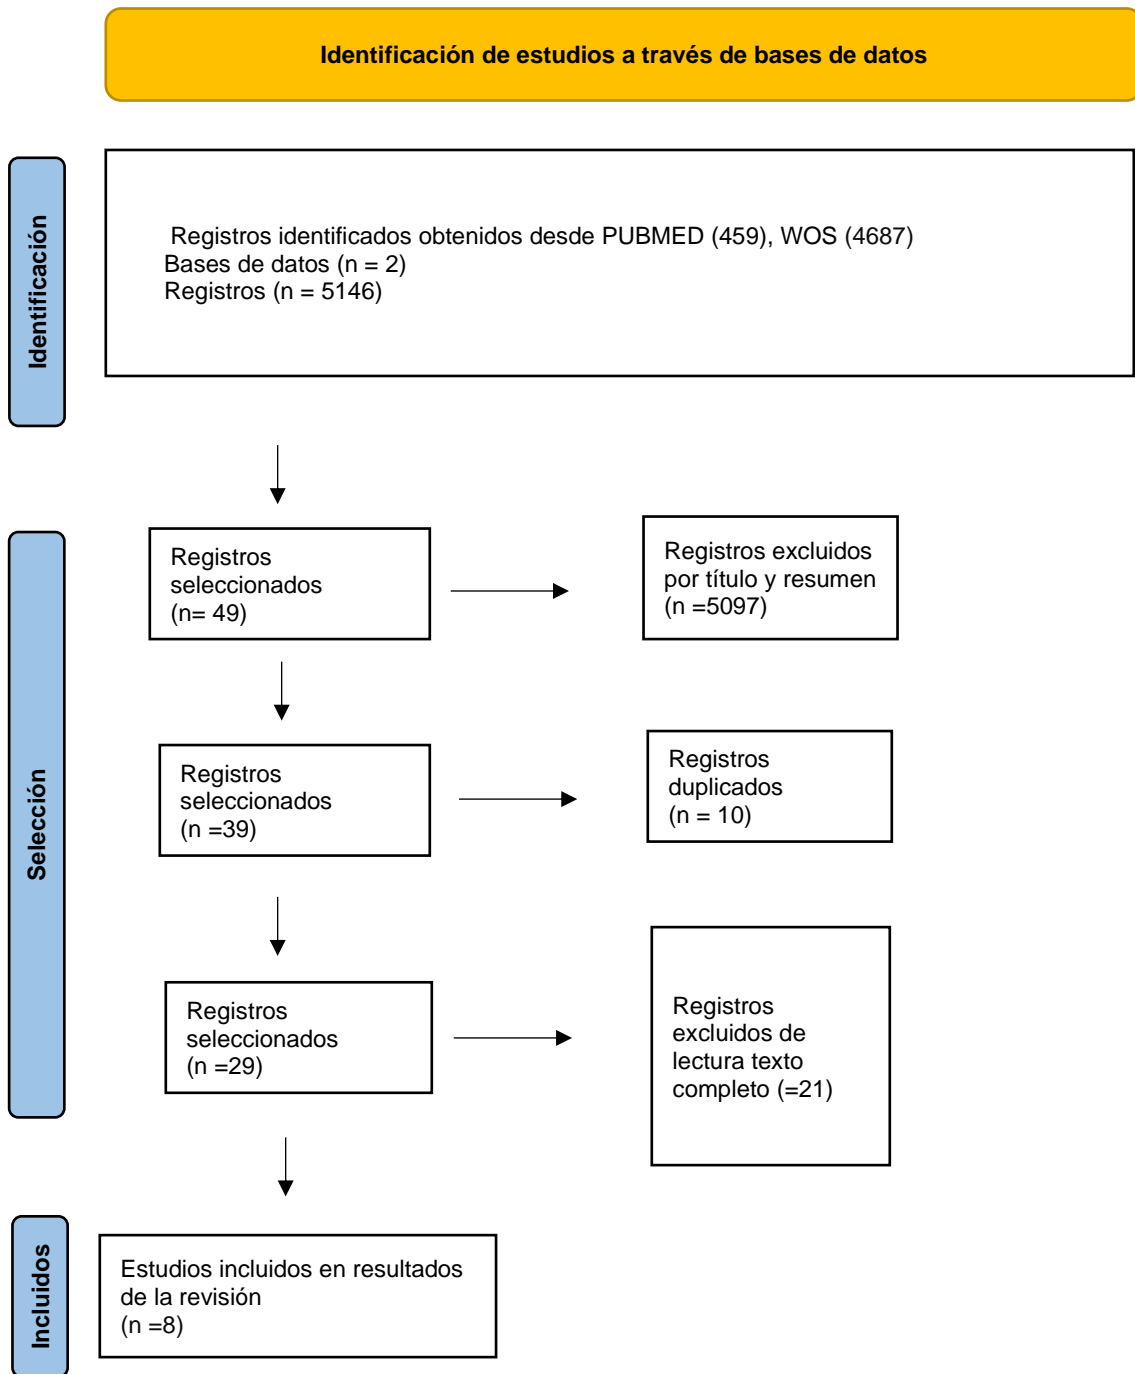 Identificación de estudios a través de bases de datos
Identificación
Registros identificados obtenidos desde PUBMED (459), WOS (4687)
Bases de datos (n = 2)
Registros (n = 5146)
Selección
Registros
seleccionados
(n= 49)
Registros excluidos
por título y resumen
(n =5097)
Registros
seleccionados
(n =39)
Registros
duplicados
(n = 10)
Registros
seleccionados
(n =29)
Registros
excluidos de
lectura texto
completo (=21)
Incluidos
Estudios incluidos en resultados
de la revisión
(n =8)